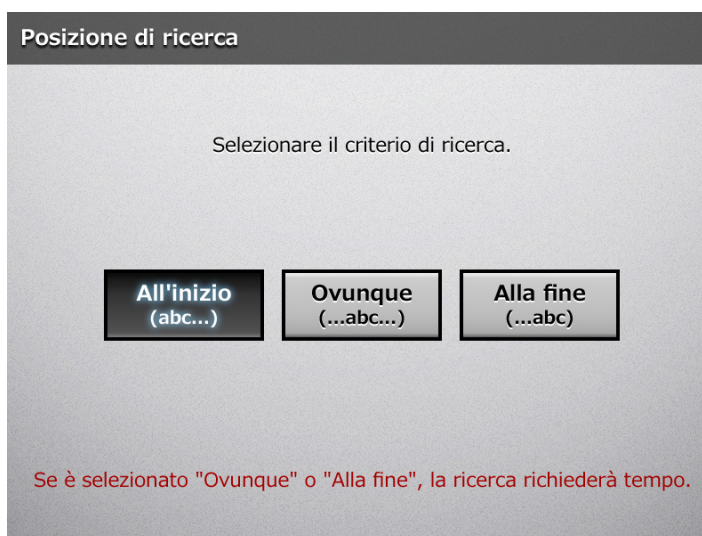 Posizione di ricerca
Selezionare il criterio di ricerca.
All'inizio
(abc...)
Ovunque
(...abc...)
Alla fine
(...abc)
Se è selezionato "Ovunque" o "Alla fine", la ricerca richiederà tempo.